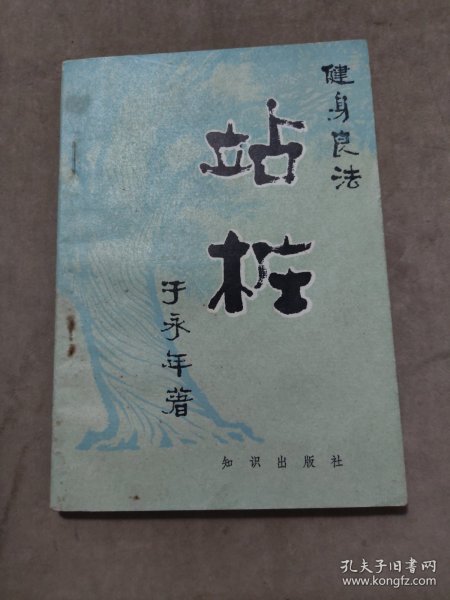 健身良法
站桩
于永年著
知识出版社
孔夫子旧书网
www.kongfz.com